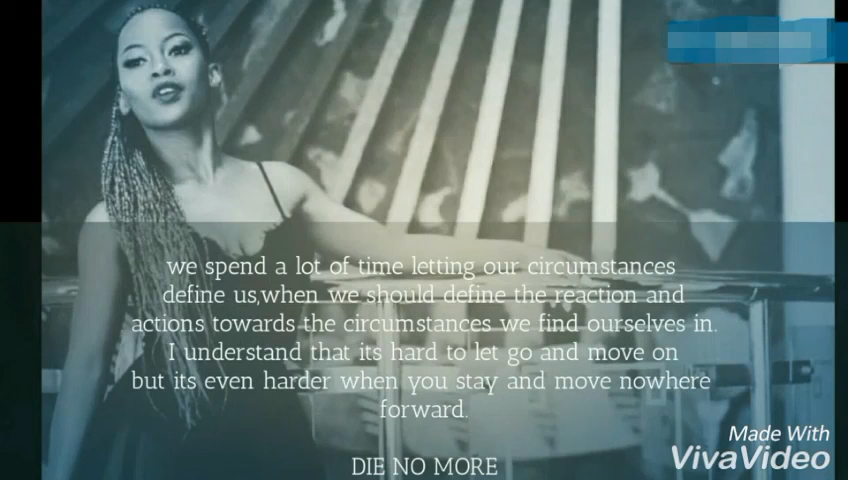 we spend a lot of time letting our circumstances
define us,when we should define the reaction and
actions towards the circumstances we find ourselves in.
I understand that its hard to let go and move on
but its even harder when you stay and move nowhere
forward.
DIE NO MORE
Made With
VivaVideo